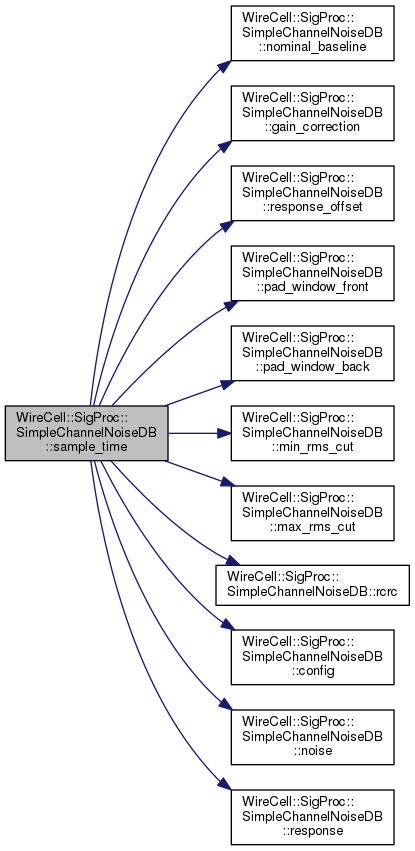 WireCell::SigProc::
SimpleChannelNoiseDB
::nominal_baseline
WireCell::SigProc::
SimpleChannelNoiseDB
::gain_correction
WireCell::SigProc::
SimpleChannelNoiseDB
::response_offset
WireCell::SigProc::
SimpleChannelNoiseDB
::pad_window_front
WireCell::SigProc::
SimpleChannelNoiseDB
::pad_window_back
WireCell::SigProc::
SimpleChannelNoiseDB
::sample_time
WireCell::SigProc::
SimpleChannelNoiseDB
::min_rms_cut
WireCell::SigProc::
SimpleChannelNoiseDB
::max_rms_cut
WireCell::SigProc::
SimpleChannelNoiseDB::rcrc
WireCell::SigProc::
SimpleChannelNoiseDB
::config
WireCell::SigProc::
SimpleChannelNoiseDB
::noise
WireCell::SigProc::
SimpleChannelNoiseDB
::response